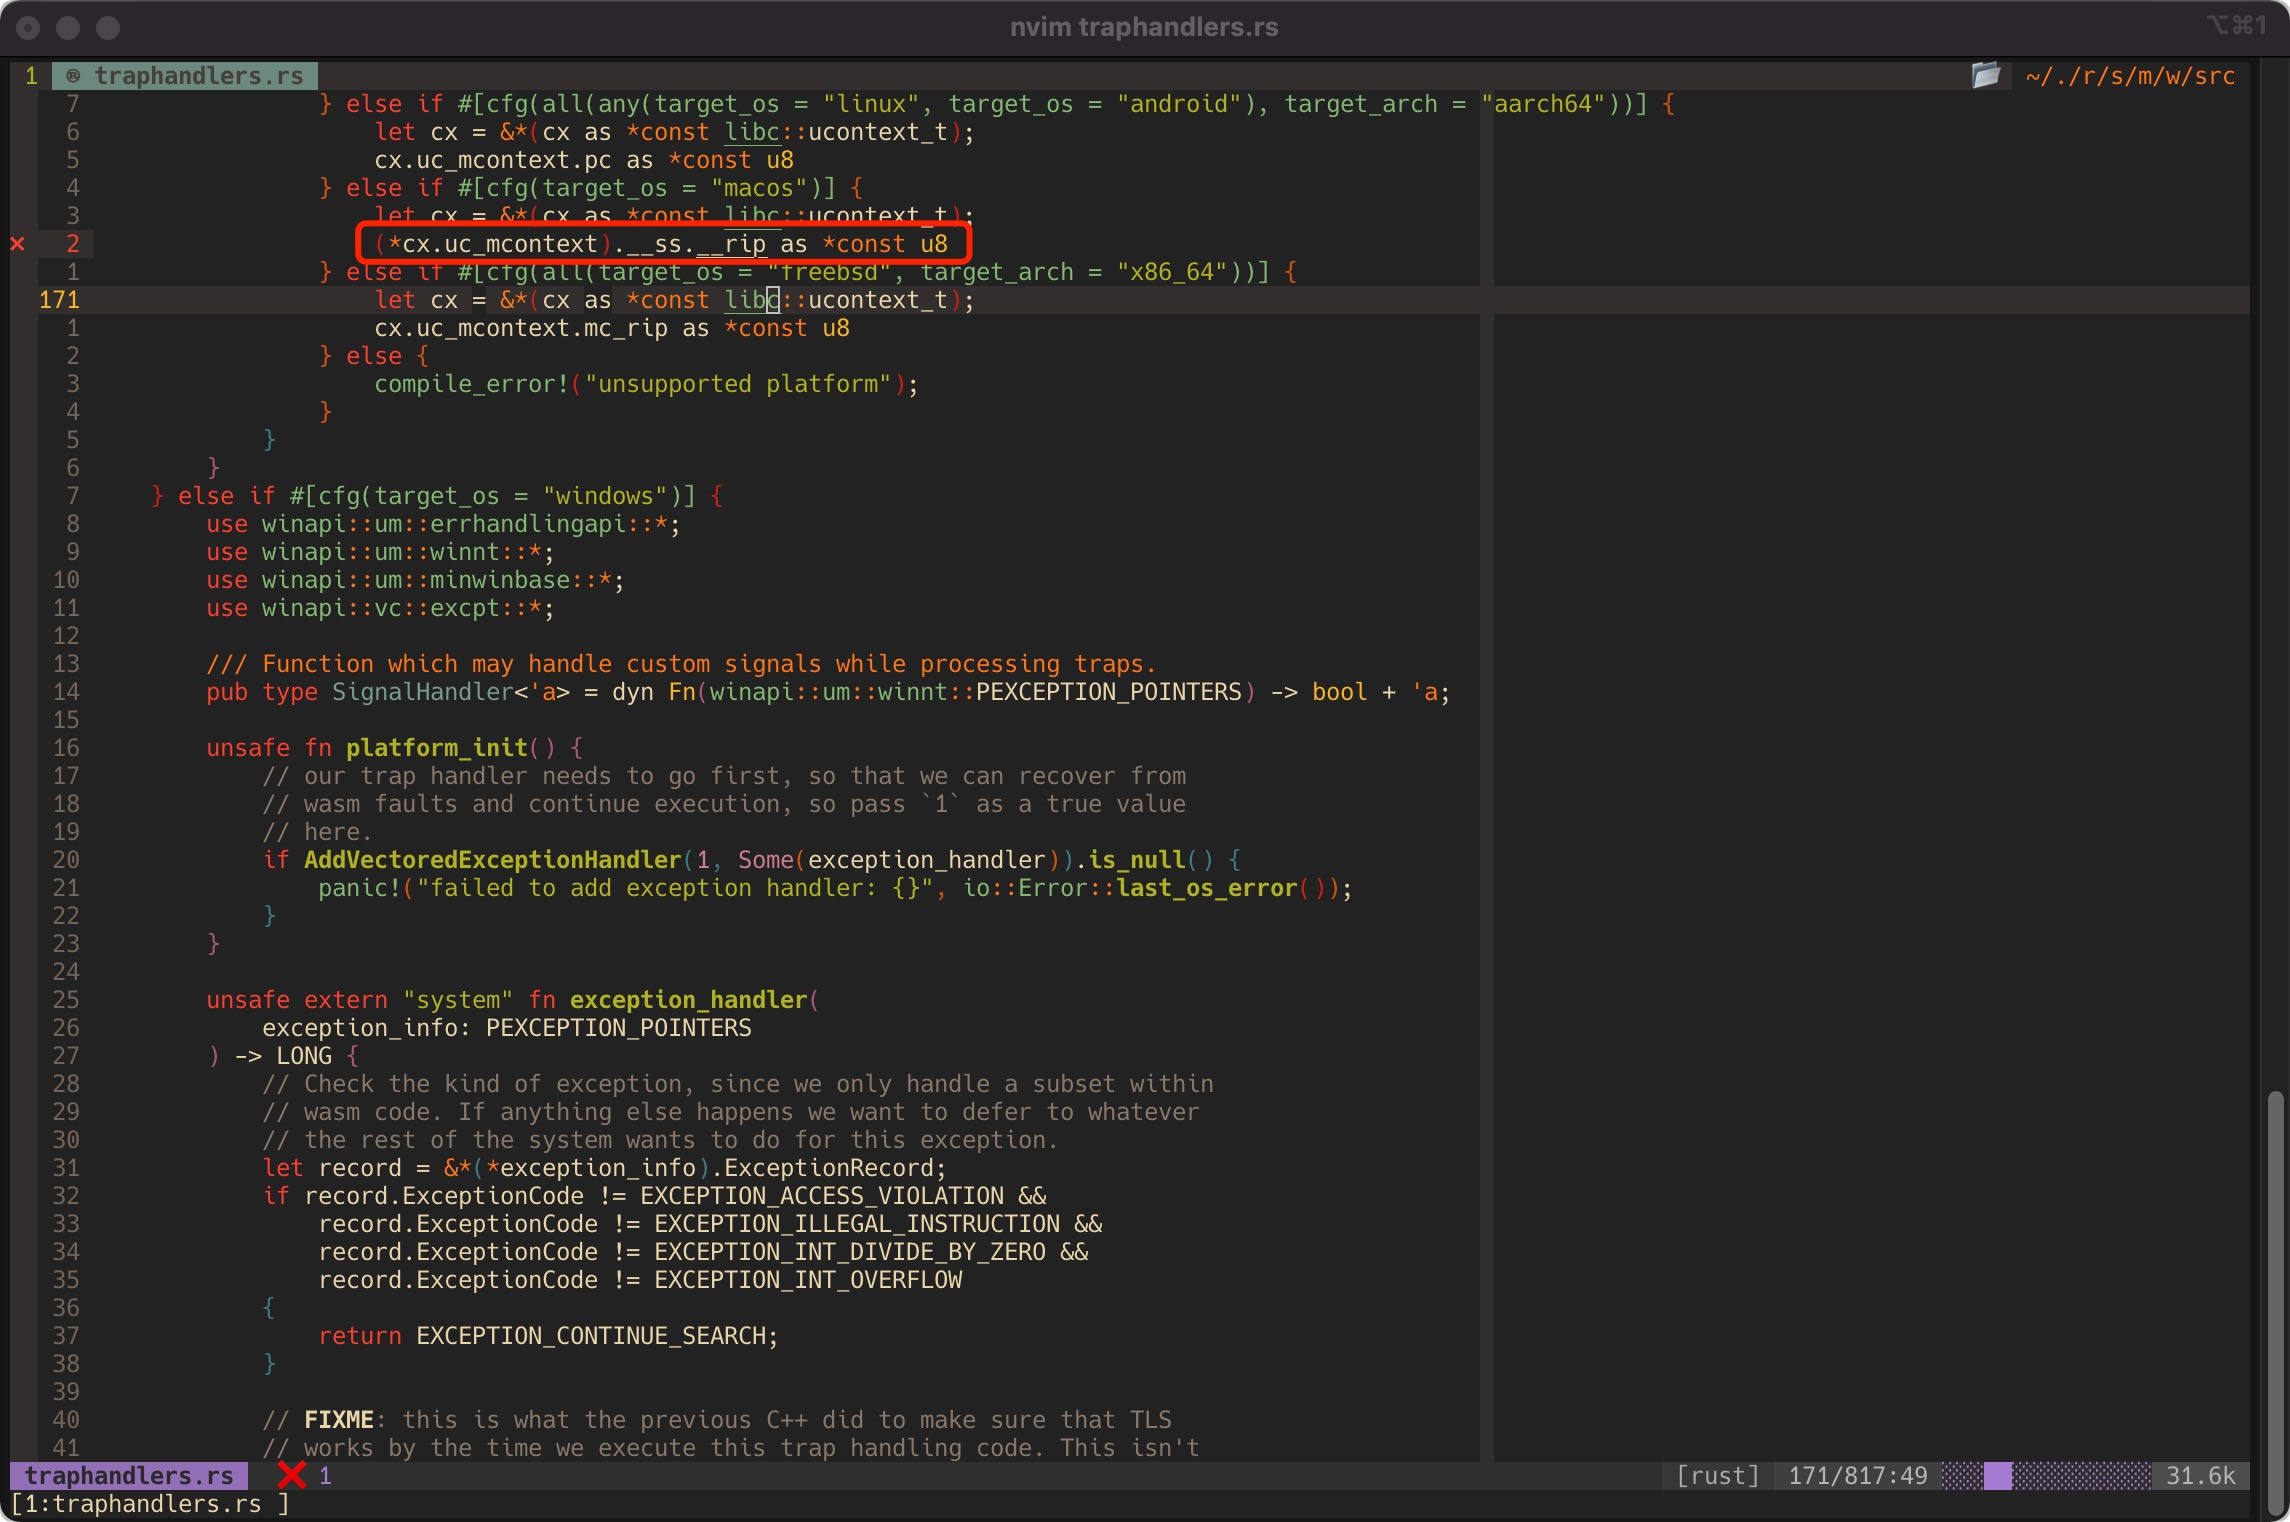 nvim traphandlers.rs
⌥⌘1
1 ® traphandlers.rs ~/./r/s/m/w/src
7 } else if #[cfg(all(any(target_os = "linux", target_os = "android"), target_arch = "aarch64"))] {
6 let cx = &*(cx as *const libc::ucontext_t);
5 cx.uc_mcontext.pc as *const u8
4 } else if #[cfg(target_os = "macos")] {
3 let cx = &*(cx as *const libc::ucontext_t);
✕ 2 (*cx.uc_mcontext).__ss.__rip as *const u8
1 } else if #[cfg(all(target_os = "freebsd", target_arch = "x86_64"))] {
171 let cx = &*(cx as *const libc::ucontext_t);
1 cx.uc_mcontext.mc_rip as *const u8
2 } else {
3 compile_error!("unsupported platform");
4 }
5 }
6 }
7 } else if #[cfg(target_os = "windows")] {
8 use winapi::um::errhandlingapi::*;
9 use winapi::um::winnt::*;
10 use winapi::um::minwinbase::*;
11 use winapi::vc::excpt::*;
12
13 /// Function which may handle custom signals while processing traps.
14 pub type SignalHandler<'a> = dyn Fn(winapi::um::winnt::PEXCEPTION_POINTERS) -> bool + 'a;
15
16 unsafe fn platform_init() {
17 // our trap handler needs to go first, so that we can recover from
18 // wasm faults and continue execution, so pass `1` as a true value
19 // here.
20 if AddVectoredExceptionHandler(1, Some(exception_handler)).is_null() {
21 panic!("failed to add exception handler: {}", io::Error::last_os_error());
22 }
23 }
24
25 unsafe extern "system" fn exception_handler(
26 exception_info: PEXCEPTION_POINTERS
27 ) -> LONG {
28 // Check the kind of exception, since we only handle a subset within
29 // wasm code. If anything else happens we want to defer to whatever
30 // the rest of the system wants to do for this exception.
31 let record = &*(*exception_info).ExceptionRecord;
32 if record.ExceptionCode != EXCEPTION_ACCESS_VIOLATION &&
33 record.ExceptionCode != EXCEPTION_ILLEGAL_INSTRUCTION &&
34 record.ExceptionCode != EXCEPTION_INT_DIVIDE_BY_ZERO &&
35 record.ExceptionCode != EXCEPTION_INT_OVERFLOW
36 {
37 return EXCEPTION_CONTINUE_SEARCH;
38 }
39
40 // FIXME: this is what the previous C++ did to make sure that TLS
41 // works by the time we execute this trap handling code. This isn't
traphandlers.rs ❌ 1 [rust] 171/817:49 31.6k
[1:traphandlers.rs ]